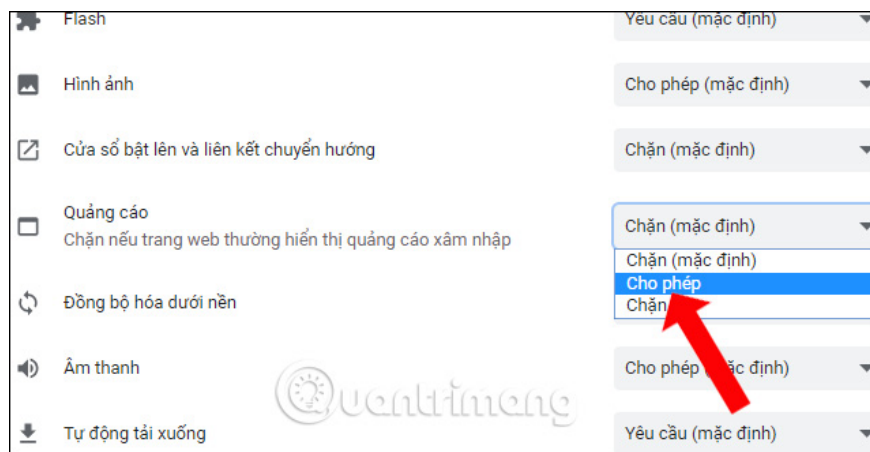 Flash Yêu cầu (mặc định)
Hình ảnh Cho phép (mặc định)
Cửa sổ bật lên và liên kết chuyển hướng Chặn (mặc định)
Quảng cáo
Chặn nếu trang web thường hiển thị quảng cáo xâm nhập
Chặn (mặc định)
Chặn (mặc định)
Cho phép
Chặn
Đồng bộ hóa dưới nền
Âm thanh Cho phép (mặc định)
Quantrimang
Tự động tải xuống Yêu cầu (mặc định)